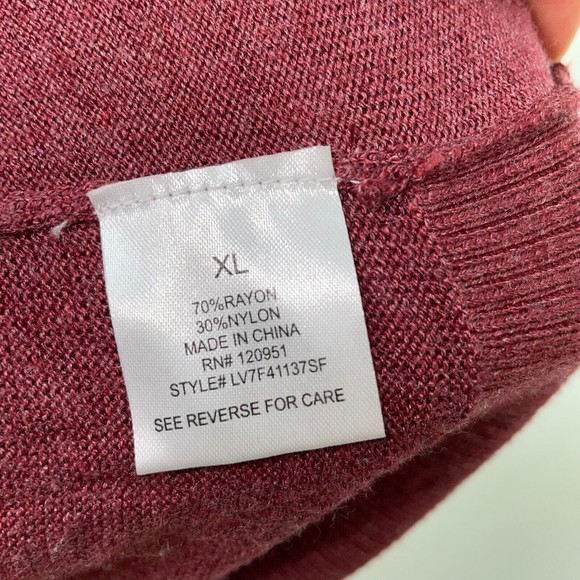 XL
70%RAYON
30%NYLON
MADE IN CHINA
RN# 120951
STYLE# LV7F41137SF
SEE REVERSE FOR CARE